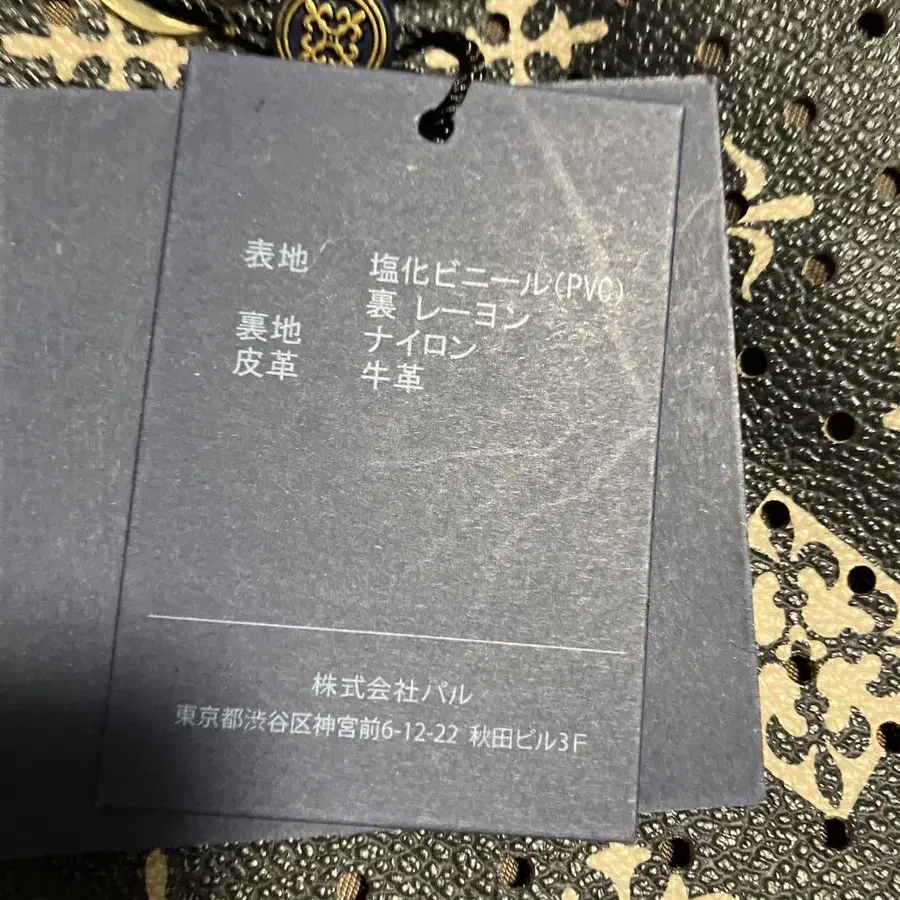 表地 塩化ビニール(PVC)
裏 レーヨン
裏地 ナイロン
皮革 牛革
株式会社パル
東京都渋谷区神宮前6-12-22 秋田ビル3F